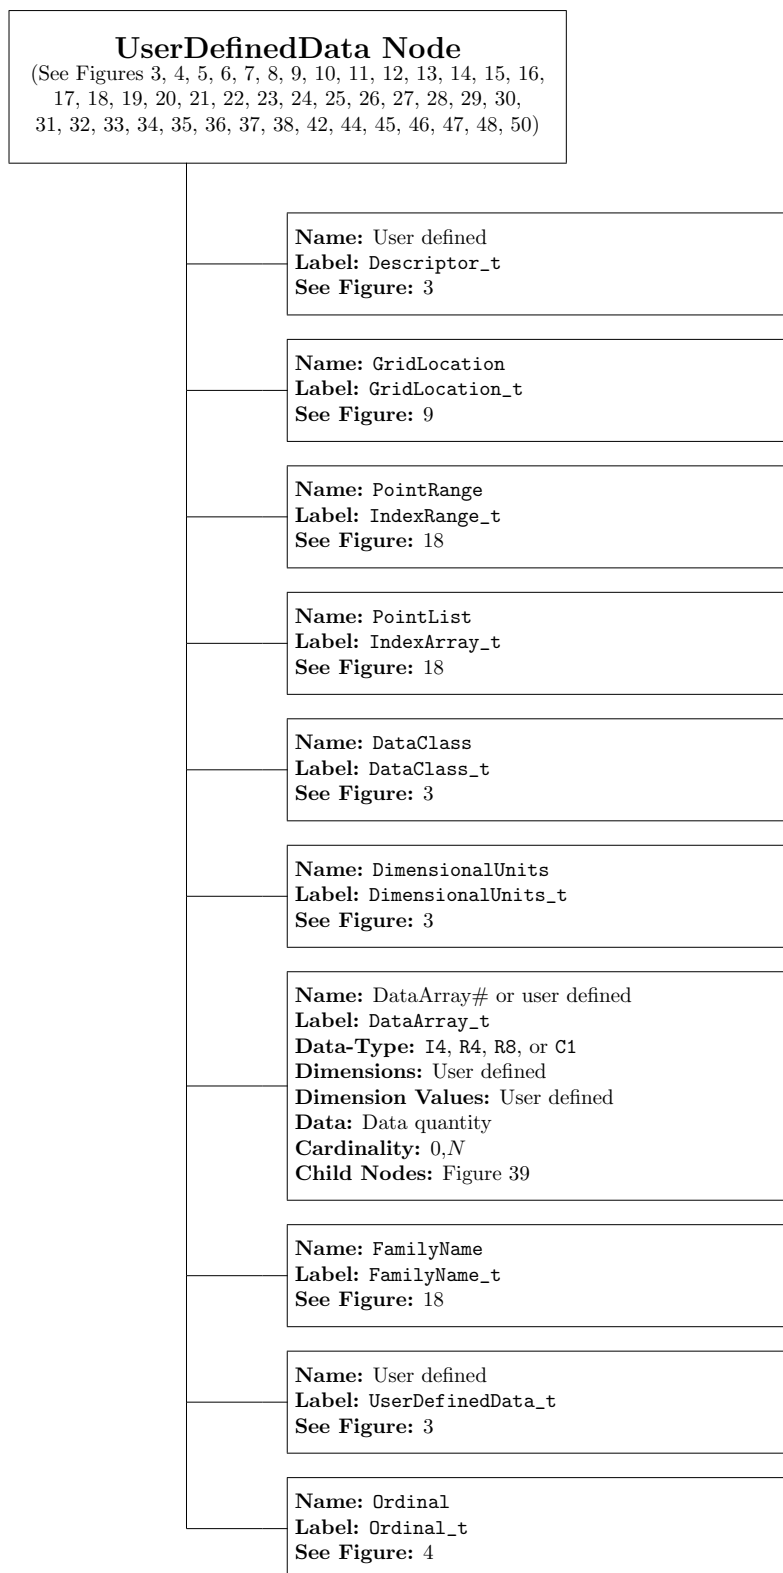 UserDefinedData Node
(See Figures 3, 4, 5, 6, 7, 8, 9, 10, 11, 12, 13, 14, 15, 16,
17, 18, 19, 20, 21, 22, 23, 24, 25, 26, 27, 28, 29, 30,
31, 32, 33, 34, 35, 36, 37, 38, 42, 44, 45, 46, 47, 48, 50)
Name: User defined
Label: Descriptor_t
See Figure: 3
Name: GridLocation
Label: GridLocation_t
See Figure: 9
Name: PointRange
Label: IndexRange_t
See Figure: 18
Name: PointList
Label: IndexArray_t
See Figure: 18
Name: DataClass
Label: DataClass_t
See Figure: 3
Name: DimensionalUnits
Label: DimensionalUnits_t
See Figure: 3
Name: DataArray# or user defined
Label: DataArray_t
Data-Type: I4, R4, R8, or C1
Dimensions: User defined
Dimension Values: User defined
Data: Data quantity
Cardinality: 0,N
Child Nodes: Figure 39
Name: FamilyName
Label: FamilyName_t
See Figure: 18
Name: User defined
Label: UserDefinedData_t
See Figure: 3
Name: Ordinal
Label: Ordinal_t
See Figure: 4